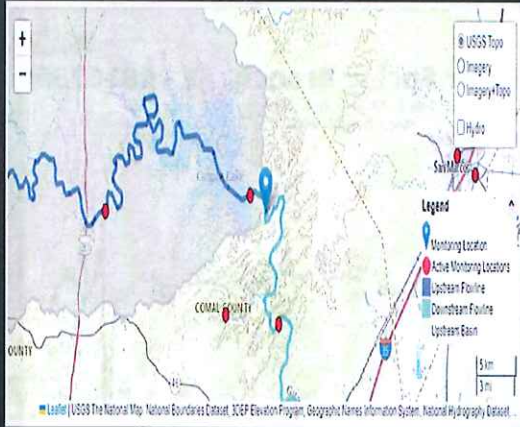 +
−
USGS Topo
Imagery
Imagery+Topo
Hydro
San Marcos
Legend
Monitoring Location
Active Monitoring Locations
Upstream Flowline
Downstream Flowline
Upstream Basin
COMAL COUNTY
OUNTY
5 km
3 mi
Leaflet | USGS The National Map: National Boundaries Dataset, 3DEP Elevation Program, Geographic Names Information System, National Hydrography Dataset, ...